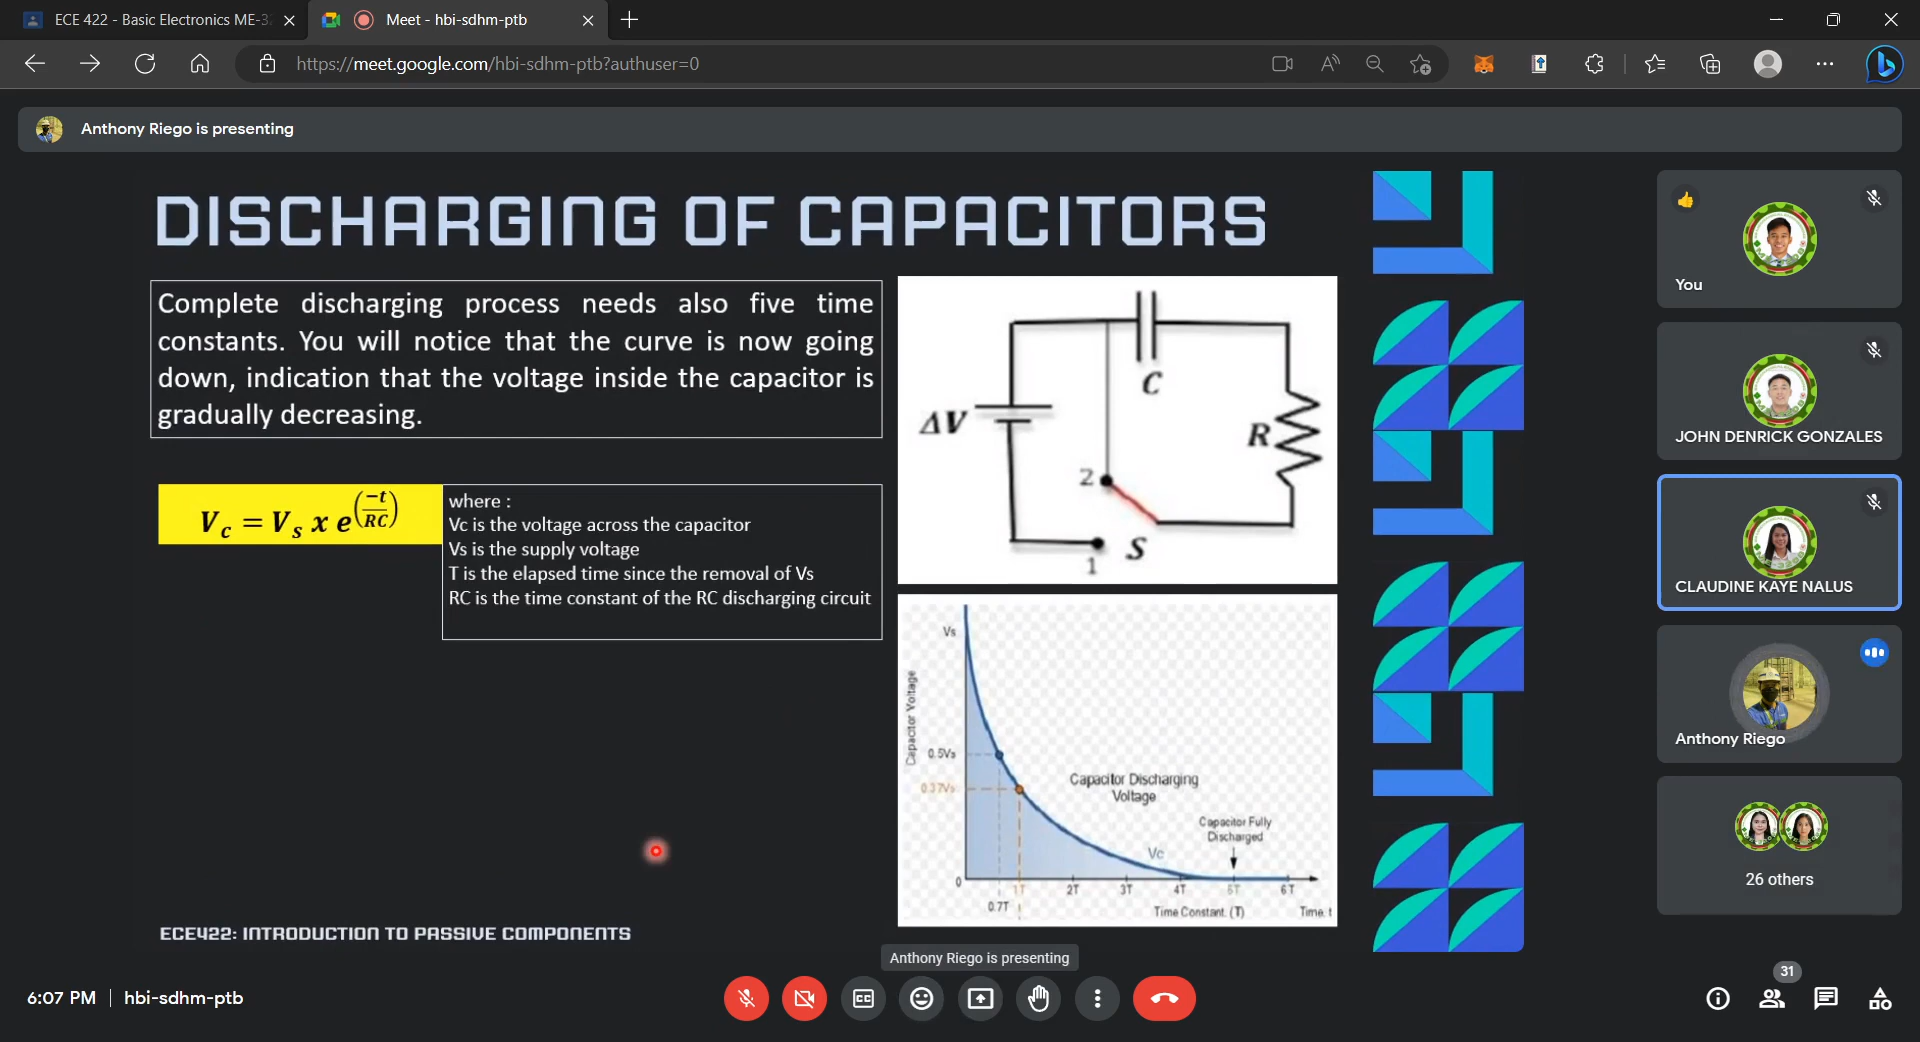 ECE 422 - Basic Electronics ME-32
Meet - hbi-sdhm-ptb
https://meet.google.com/hbi-sdhm-ptb?authuser=0
Anthony Riego is presenting
DISCHARGING OF CAPACITORS
Complete discharging process needs also five time
constants. You will notice that the curve is now going
down, indication that the voltage inside the capacitor is
gradually decreasing.
Vc = Vs x e^(-t/RC)
where :
Vc is the voltage across the capacitor
Vs is the supply voltage
T is the elapsed time since the removal of Vs
RC is the time constant of the RC discharging circuit
C
ΔV
R
2
S
1
Vs
Capacitor Voltage
0.5Vs
0.37Vs
Capacitor Discharging
Voltage
Capacitor Fully
Discharged
Vc
0
1T 2T 3T 4T 5T 6T
0.7T
Time Constant, (T)
Time, t
ECE422: INTRODUCTION TO PASSIVE COMPONENTS
You
JOHN DENRICK GONZALES
CLAUDINE KAYE NALUS
Anthony Riego
26 others
Anthony Riego is presenting
6:07 PM | hbi-sdhm-ptb
CC
31